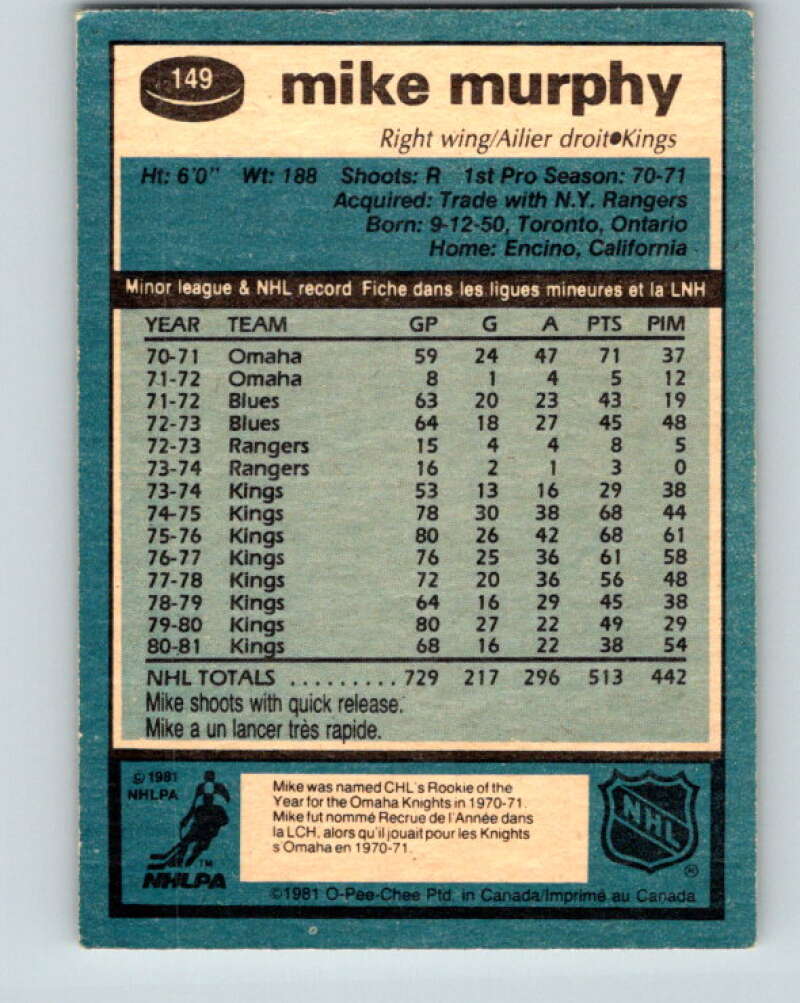 149
mike murphy
Right wing/Ailier droit●Kings
Ht: 6'0" Wt: 188 Shoots: R 1st Pro Season: 70-71
Acquired: Trade with N.Y. Rangers
Born: 9-12-50, Toronto, Ontario
Home: Encino, California
Minor league & NHL record Fiche dans les ligues mineures et la LNH
YEAR TEAM GP G A PTS PIM
70-71 Omaha 59 24 47 71 37
71-72 Omaha 8 1 4 5 12
71-72 Blues 63 20 23 43 19
72-73 Blues 64 18 27 45 48
72-73 Rangers 15 4 4 8 5
73-74 Rangers 16 2 1 3 0
73-74 Kings 53 13 16 29 38
74-75 Kings 78 30 38 68 44
75-76 Kings 80 26 42 68 61
76-77 Kings 76 25 36 61 58
77-78 Kings 72 20 36 56 48
78-79 Kings 64 16 29 45 38
79-80 Kings 80 27 22 49 29
80-81 Kings 68 16 22 38 54
NHL TOTALS ......... 729 217 296 513 442
Mike shoots with quick release.
Mike a un lancer très rapide.
© 1981
NHLPA
TM
NHLPA
Mike was named CHL's Rookie of the
Year for the Omaha Knights in 1970-71.
Mike fut nommé Recrue de l'Année dans
la LCH, alors qu'il jouait pour les Knights
s'Omaha en 1970-71.
NHL
®
©1981 O-Pee-Chee Ptd. in Canada/Imprimé au Canada